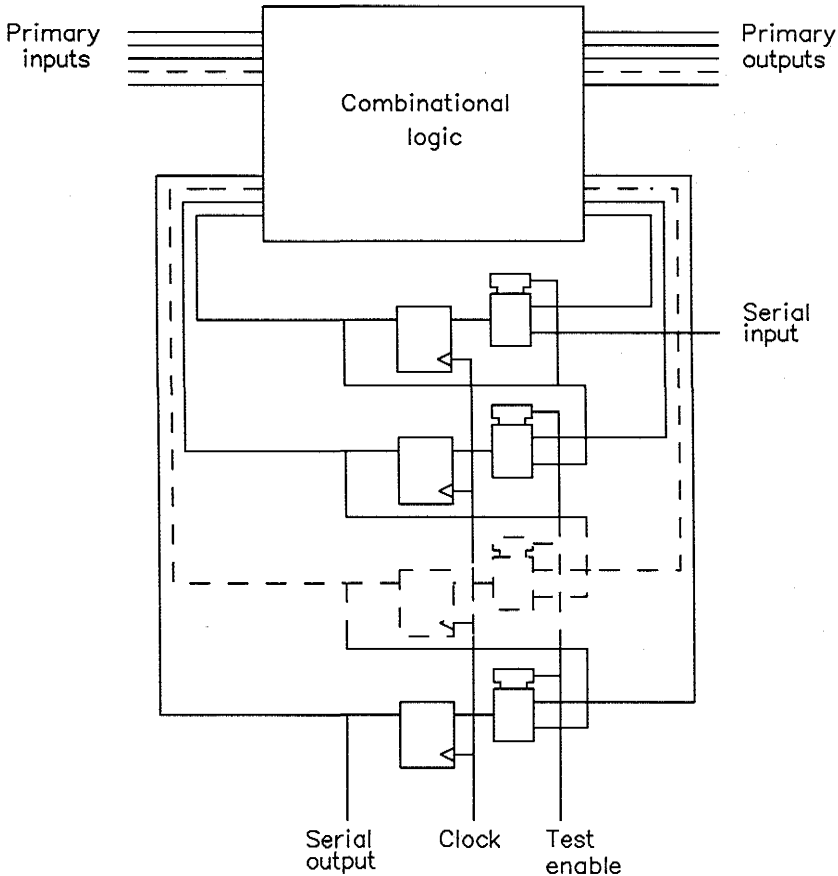 Primary
inputs
Primary
outputs
Combinational
logic
Serial
input
Serial
output
Clock
Test
enable